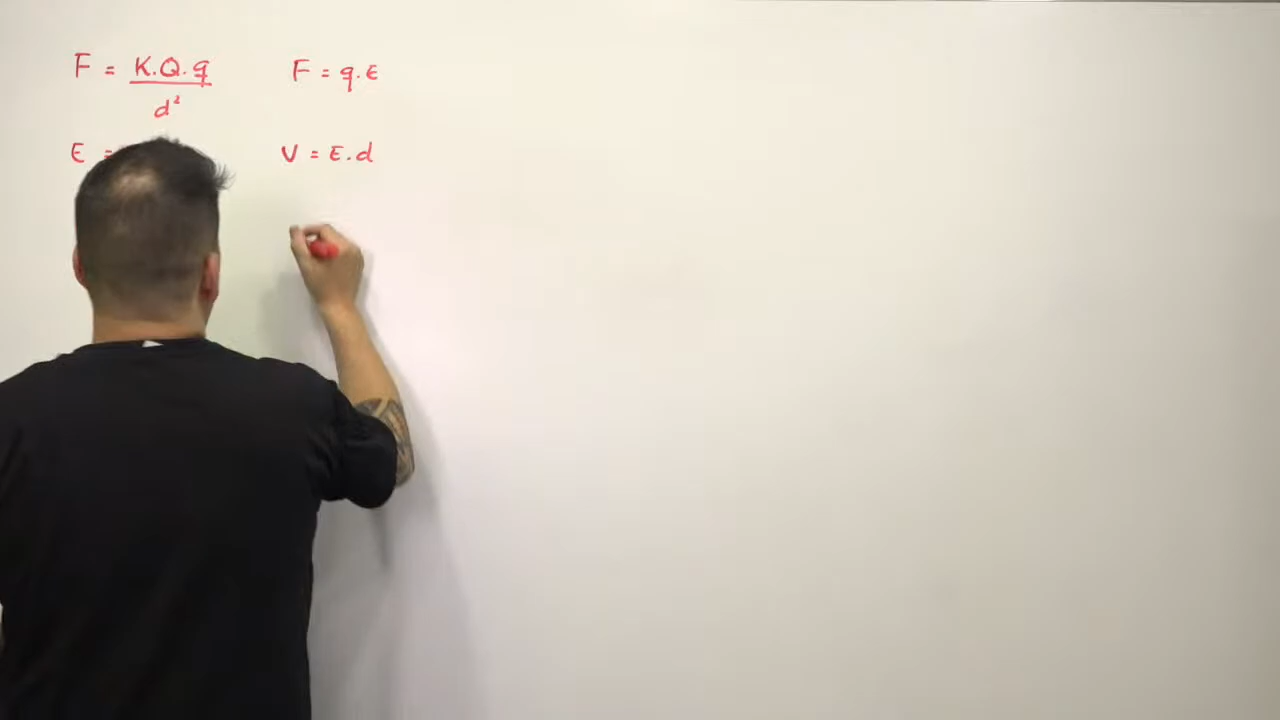 F = K.Q.q / d²
F = q.E
E =
V = E.d